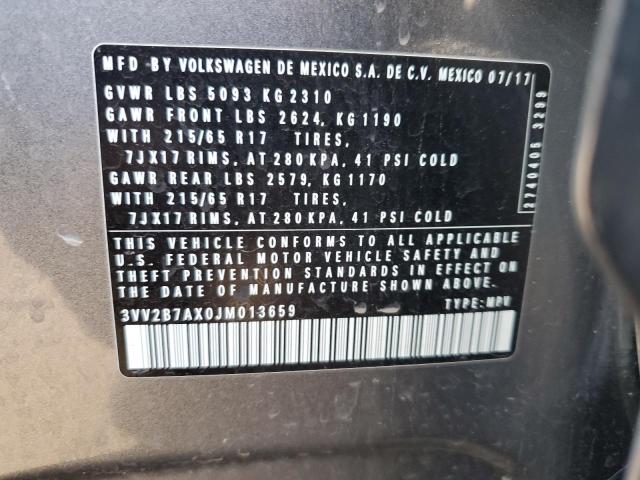 MFD BY VOLKSWAGEN DE MEXICO S.A. DE C.V. MEXICO 07/17
GVWR LBS 5093 KG 2310
GAWR FRONT LBS 2624, KG 1190
WITH 215/65 R17 TIRES,
7JX17 RIMS, AT 280 KPA, 41 PSI COLD
GAWR REAR LBS 2579, KG 1170
WITH 215/65 R17 TIRES,
7JX17 RIMS, AT 280 KPA, 41 PSI COLD
THIS VEHICLE CONFORMS TO ALL APPLICABLE
U.S. FEDERAL MOTOR VEHICLE SAFETY AND
THEFT PREVENTION STANDARDS IN EFFECT ON
THE DATE OF MANUFACTURE SHOWN ABOVE
3VV2B7AX0JM013659 TYPE: MPV
2740405 3299